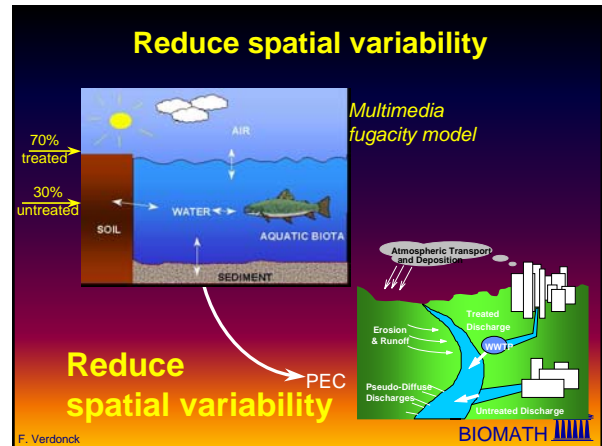 Reduce spatial variability
Multimedia
fugacity model
70%
treated
30%
untreated
AIR
WATER
SOIL
AQUATIC BIOTA
SEDIMENT
Atmospheric Transport
and Deposition
Treated
Discharge
Erosion
& Runoff
WWTP
Pseudo-Diffuse
Discharges
Untreated Discharge
PEC
Reduce
spatial variability
F. Verdonck
BIOMATH